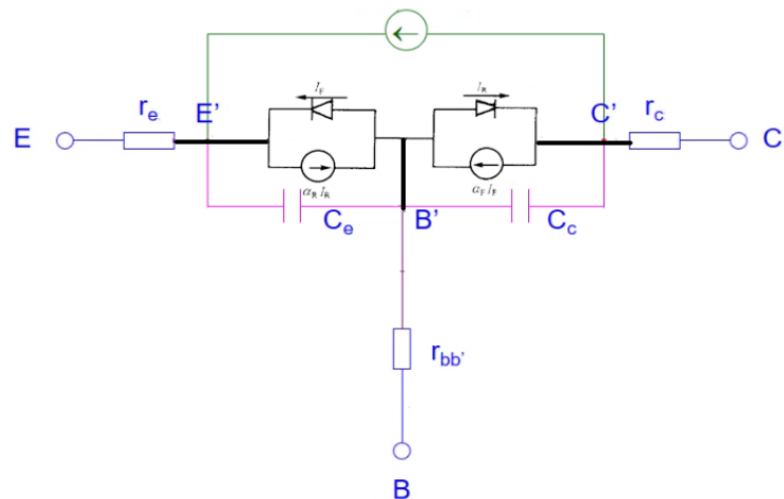 I_F
I_R
r_e
E'
C'
r_c
E
C
α_R I_R
α_F I_F
C_e
B'
C_c
r_bb'
B